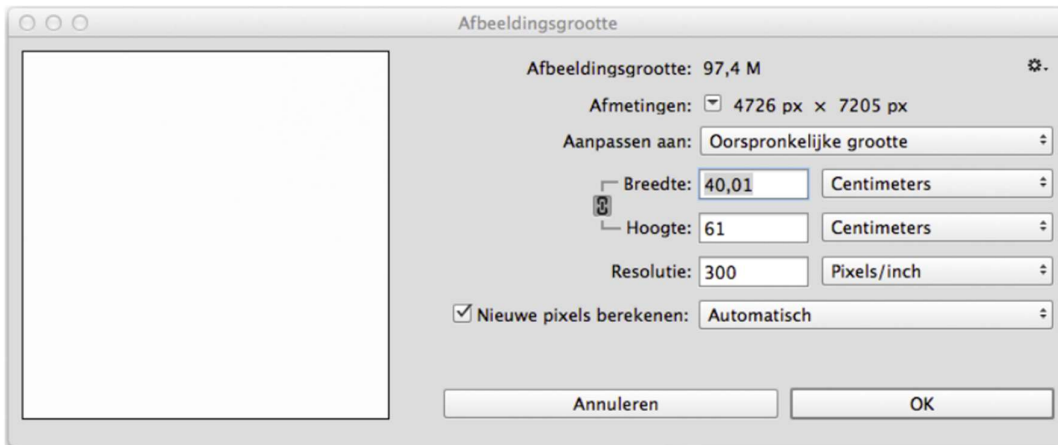 Afbeeldingsgrootte
Afbeeldingsgrootte: 97,4 M
Afmetingen: 4726 px × 7205 px
Aanpassen aan: Oorspronkelijke grootte
Breedte: 40,01 Centimeters
Hoogte: 61 Centimeters
Resolutie: 300 Pixels/inch
Nieuwe pixels berekenen: Automatisch
Annuleren OK